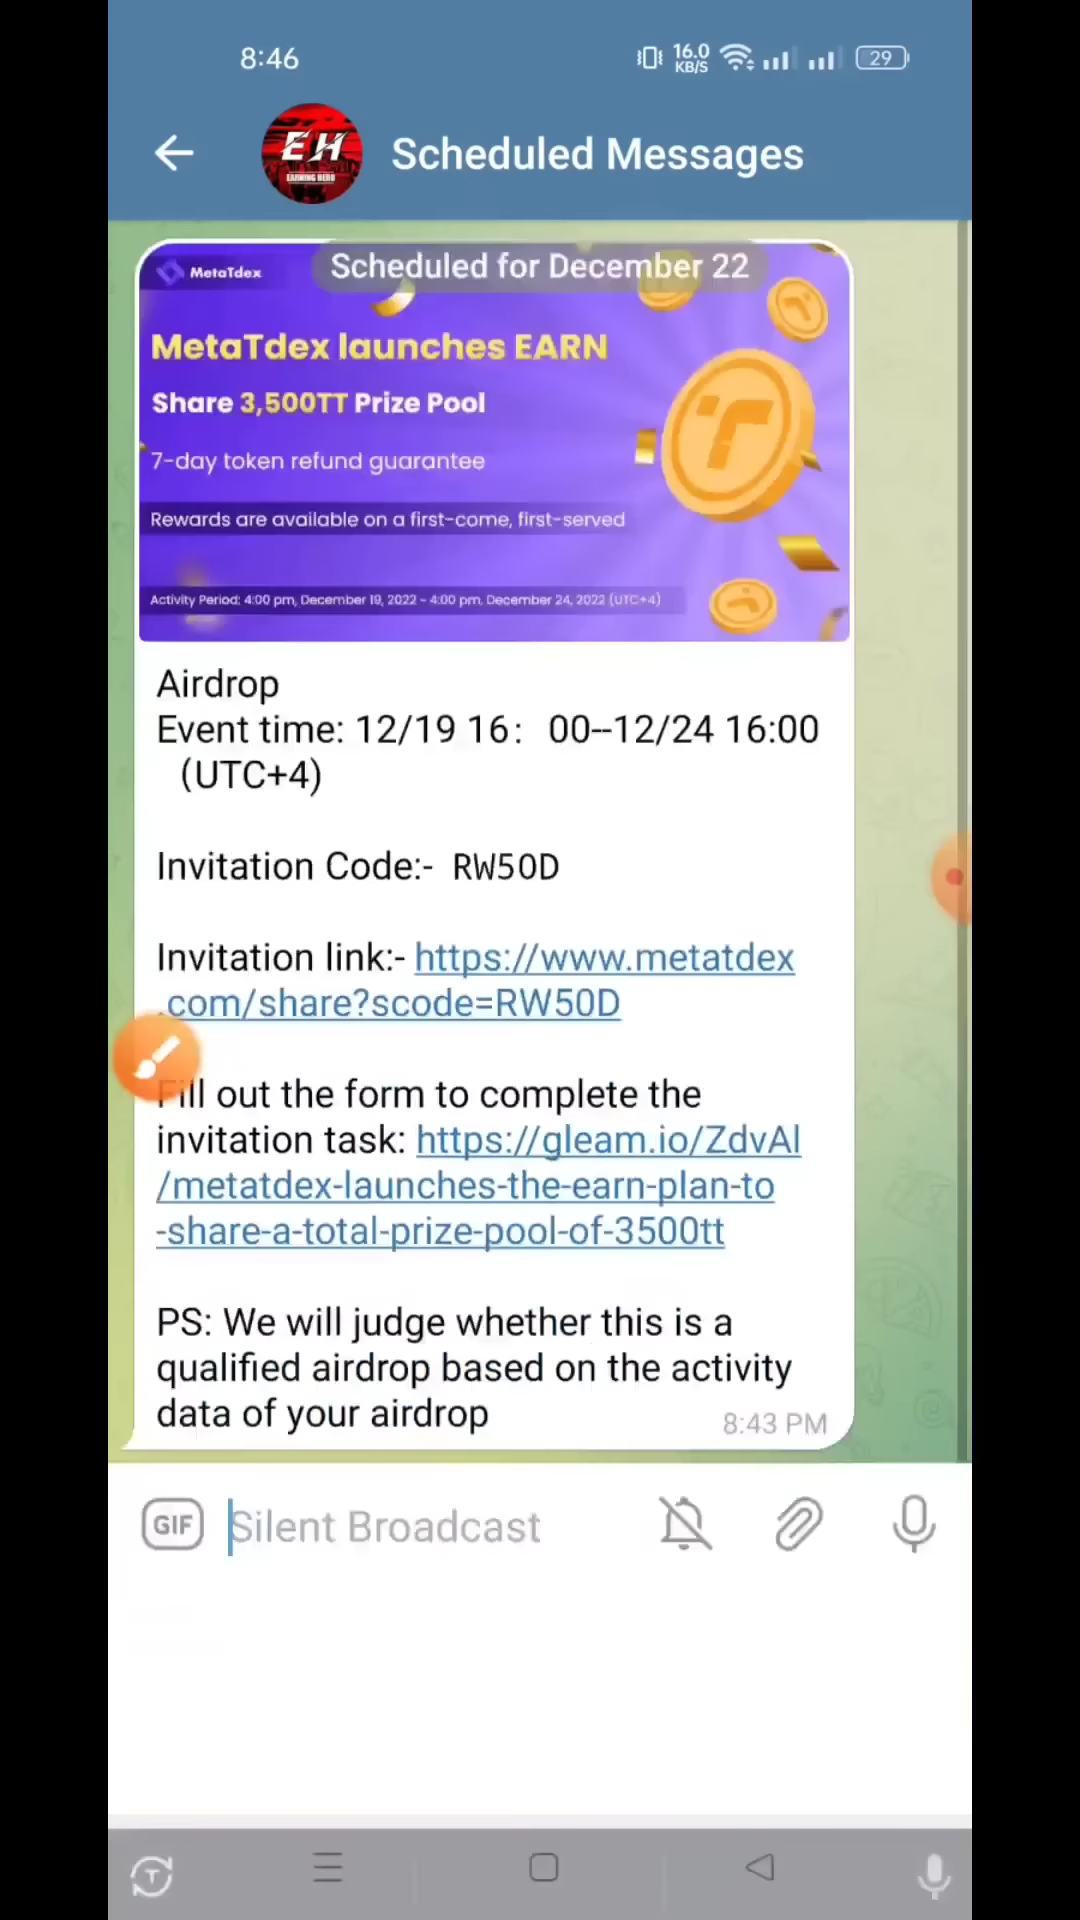 8:46
16.0
KB/S
29
EH
EARNING HERO
Scheduled Messages
Scheduled for December 22
MetaTdex
MetaTdex launches EARN
Share 3,500TT Prize Pool
7-day token refund guarantee
Rewards are available on a first-come, first-served
Activity Period: 4:00 pm, December 19, 2022 - 4:00 pm, December 24, 2022 (UTC+4)
Airdrop
Event time: 12/19 16： 00--12/24 16:00
(UTC+4)
Invitation Code:- RW50D
Invitation link:- https://www.metatdex
.com/share?scode=RW50D
Fill out the form to complete the
invitation task: https://gleam.io/ZdvAl
/metatdex-launches-the-earn-plan-to
-share-a-total-prize-pool-of-3500tt
PS: We will judge whether this is a
qualified airdrop based on the activity
data of your airdrop
8:43 PM
GIF
Silent Broadcast
T